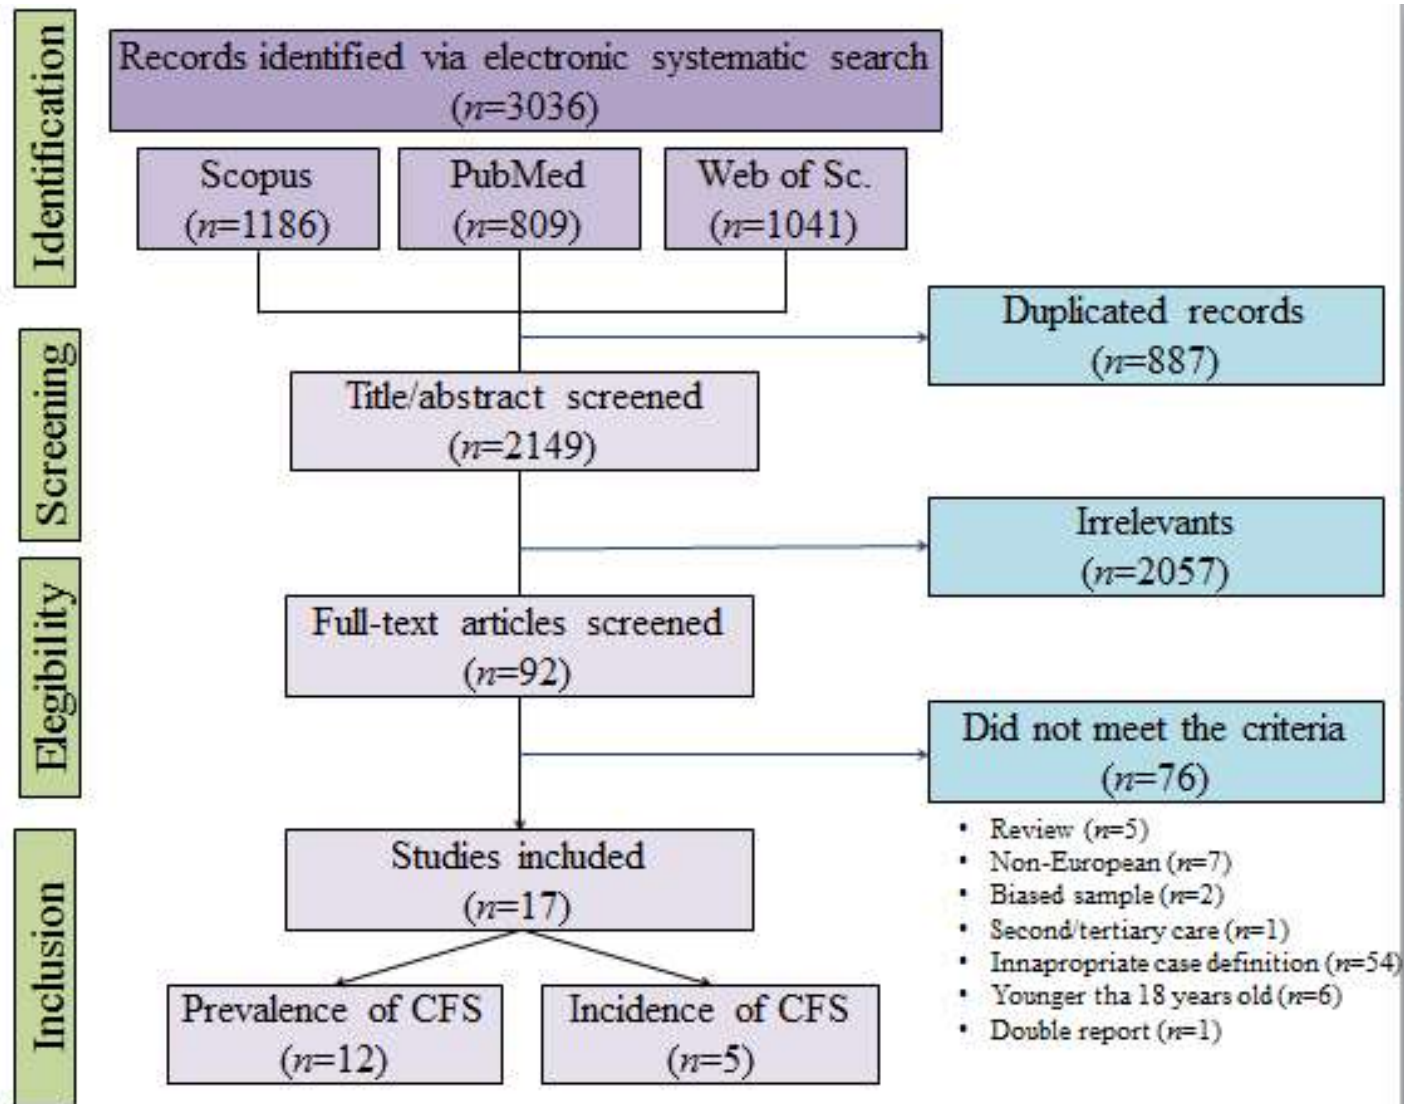 Identification
Records identified via electronic systematic search
(n=3036)
Scopus
(n=1186)
PubMed
(n=809)
Web of Sc.
(n=1041)
Duplicated records
(n=887)
Screening
Title/abstract screened
(n=2149)
Irrelevants
(n=2057)
Elegibility
Full-text articles screened
(n=92)
Did not meet the criteria
(n=76)
• Review (n=5)
• Non-European (n=7)
• Biased sample (n=2)
• Second/tertiary care (n=1)
• Innapropriate case definition (n=54)
• Younger tha 18 years old (n=6)
• Double report (n=1)
Inclusion
Studies included
(n=17)
Prevalence of CFS
(n=12)
Incidence of CFS
(n=5)